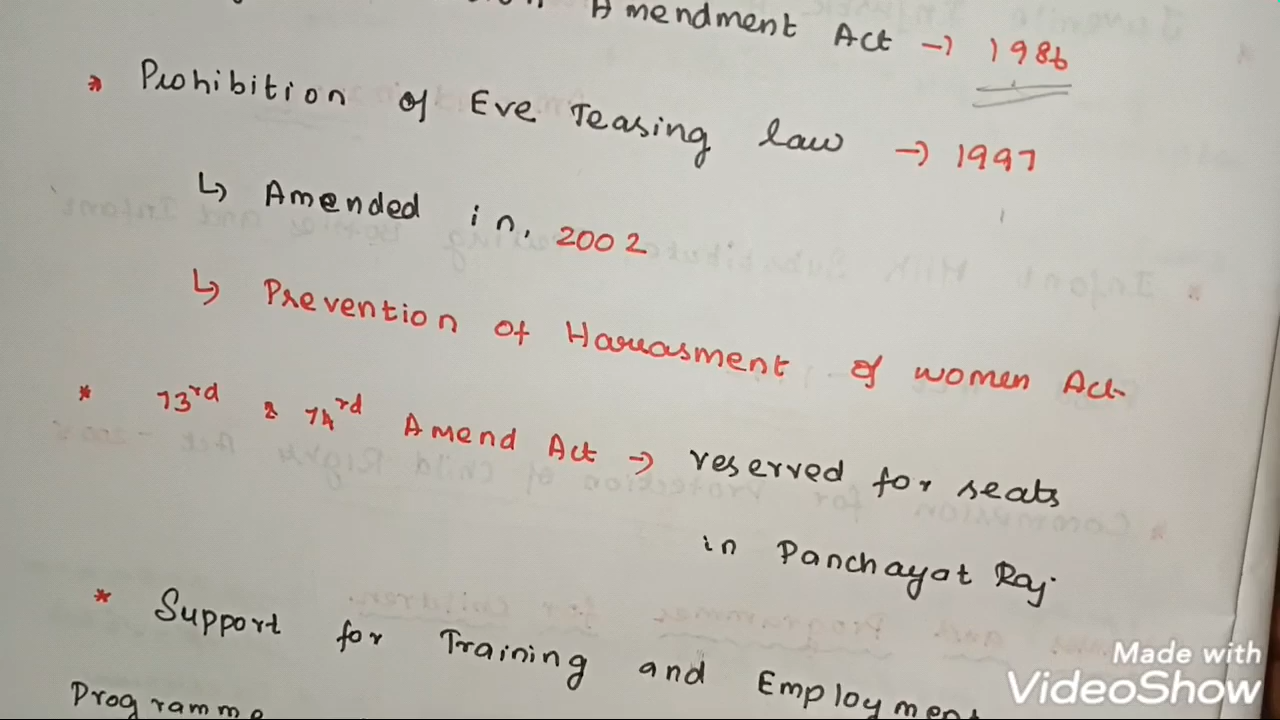 Amendment Act → 1986
* Prohibition of Eve Teasing law → 1997
↳ Amended in, 2002
↳ Prevention of Harrasment of women Act
* 73rd & 74rd Amend Act → reserved for seats
in Panchayat Raj
* Support for Training and Employment
Programme
Made with
VideoShow